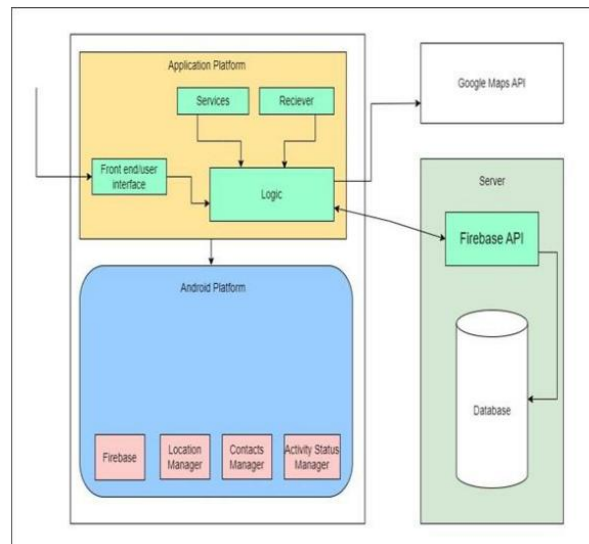 Application Platform
Services
Reciever
Google Maps API
Front end/user
interface
Logic
Server
Firebase API
Android Platform
Database
Firebase
Location
Manager
Contacts
Manager
Activity Status
Manager